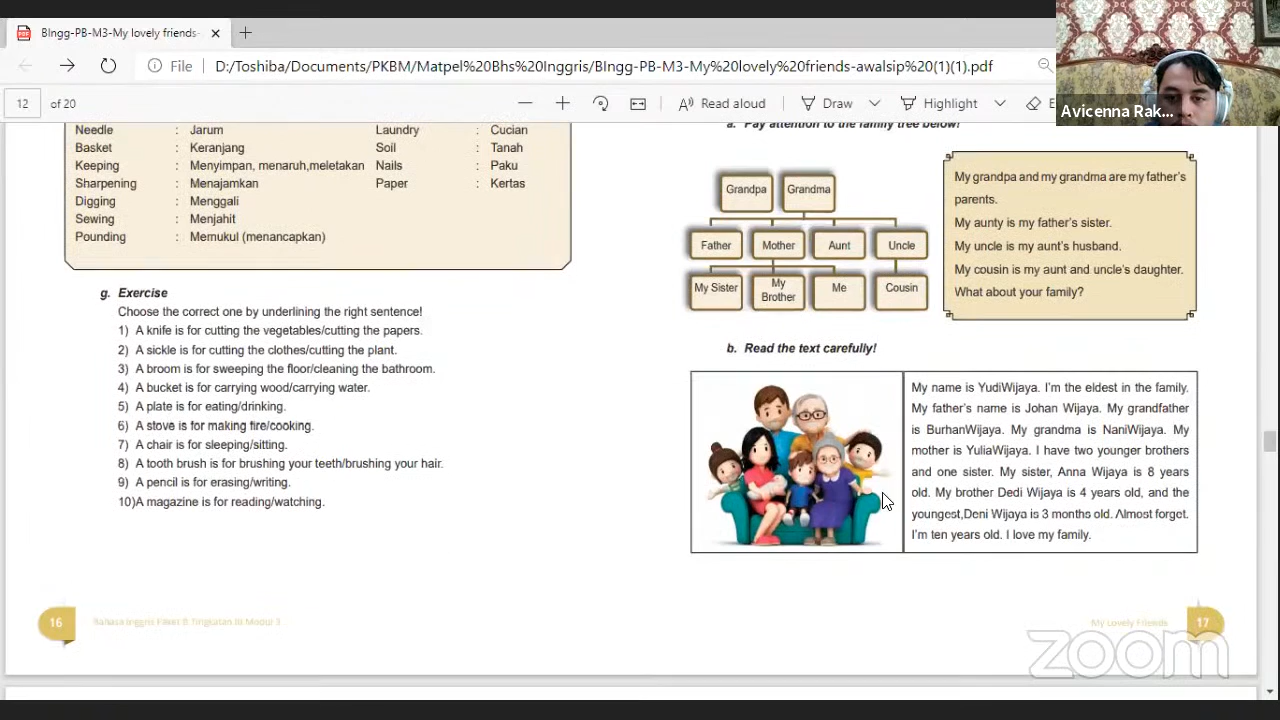 BIngg-PB-M3-My lovely friends-
File
D:/Toshiba/Documents/PKBM/Matpel%20Bhs%20Inggris/BIngg-PB-M3-My%20lovely%20friends-awalsip%20(1)(1).pdf
12 of 20
Read aloud
Draw
Highlight
Avicenna Rak...
Needle : Jarum
Basket : Keranjang
Keeping : Menyimpan, menaruh,meletakan
Sharpening : Menajamkan
Digging : Menggali
Sewing : Menjahit
Pounding : Memukul (menancapkan)
Laundry : Cucian
Soil : Tanah
Nails : Paku
Paper : Kertas
g. Exercise
Choose the correct one by underlining the right sentence!
1) A knife is for cutting the vegetables/cutting the papers.
2) A sickle is for cutting the clothes/cutting the plant.
3) A broom is for sweeping the floor/cleaning the bathroom.
4) A bucket is for carrying wood/carrying water.
5) A plate is for eating/drinking.
6) A stove is for making fire/cooking.
7) A chair is for sleeping/sitting.
8) A tooth brush is for brushing your teeth/brushing your hair.
9) A pencil is for erasing/writing.
10)A magazine is for reading/watching.
16
Bahasa Inggris Paket B Tingkatan III Modul 3
a. Pay attention to the family tree below!
Grandpa Grandma
Father Mother Aunt Uncle
My Sister My Brother Me Cousin
My grandpa and my grandma are my father's
parents.
My aunty is my father's sister.
My uncle is my aunt's husband.
My cousin is my aunt and uncle's daughter.
What about your family?
b. Read the text carefully!
My name is YudiWijaya. I'm the eldest in the family.
My father's name is Johan Wijaya. My grandfather
is BurhanWijaya. My grandma is NaniWijaya. My
mother is YuliaWijaya. I have two younger brothers
and one sister. My sister, Anna Wijaya is 8 years
old. My brother Dedi Wijaya is 4 years old, and the
youngest,Deni Wijaya is 3 months old. Almost forget.
I'm ten years old. I love my family.
My Lovely Friends
17
zoom